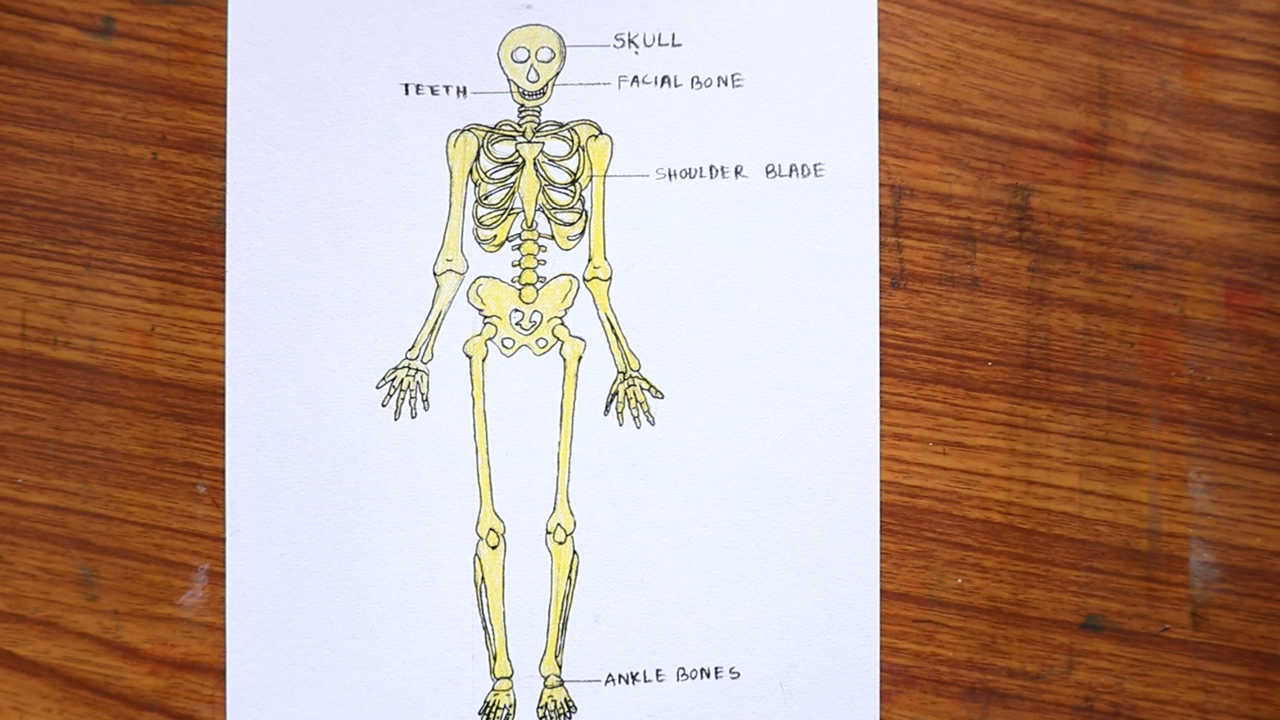 SKULL
FACIAL BONE
TEETH
SHOULDER BLADE
ANKLE BONES